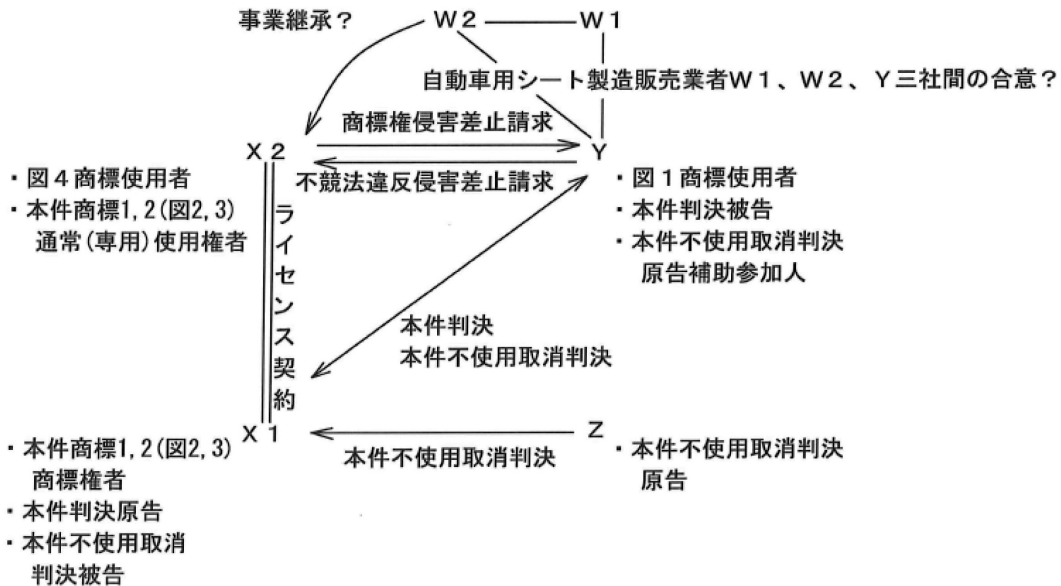 事業継承？
W2
W1
自動車用シート製造販売業者W1、W2、Y三社間の合意？
商標権侵害差止請求
X2
Y
不競法違反侵害差止請求
・図4商標使用者
・本件商標1,2(図2,3)
通常(専用)使用権者
・図1商標使用者
・本件判決被告
・本件不使用取消判決
原告補助参加人
ライセンス契約
本件判決
本件不使用取消判決
X1
Z
本件不使用取消判決
・本件商標1,2(図2,3)
商標権者
・本件判決原告
・本件不使用取消
判決被告
・本件不使用取消判決
原告